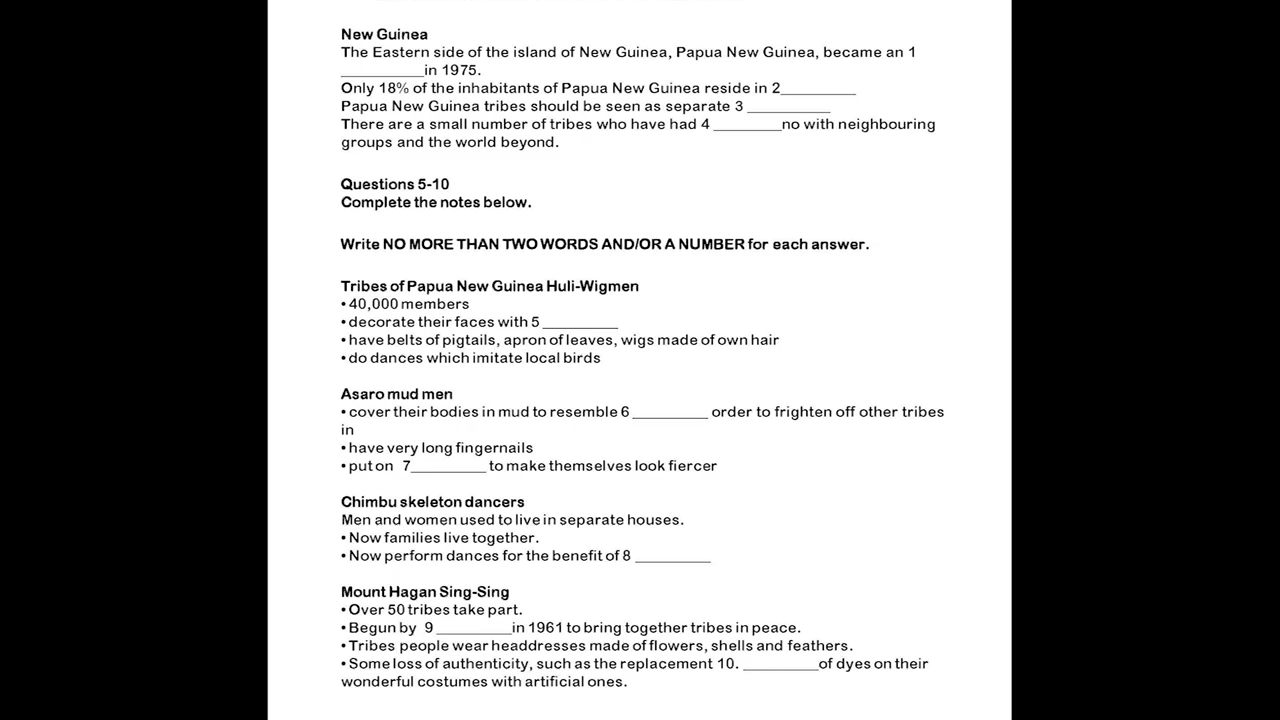 New Guinea
The Eastern side of the island of New Guinea, Papua New Guinea, became an 1
___________in 1975.
Only 18% of the inhabitants of Papua New Guinea reside in 2__________
Papua New Guinea tribes should be seen as separate 3 ___________
There are a small number of tribes who have had 4 _________no with neighbouring
groups and the world beyond.
Questions 5-10
Complete the notes below.
Write NO MORE THAN TWO WORDS AND/OR A NUMBER for each answer.
Tribes of Papua New Guinea Huli-Wigmen
• 40,000 members
• decorate their faces with 5 __________
• have belts of pigtails, apron of leaves, wigs made of own hair
• do dances which imitate local birds
Asaro mud men
• cover their bodies in mud to resemble 6 __________ order to frighten off other tribes
in
• have very long fingernails
• put on 7__________ to make themselves look fiercer
Chimbu skeleton dancers
Men and women used to live in separate houses.
• Now families live together.
• Now perform dances for the benefit of 8 __________
Mount Hagan Sing-Sing
• Over 50 tribes take part.
• Begun by 9 __________in 1961 to bring together tribes in peace.
• Tribes people wear headdresses made of flowers, shells and feathers.
• Some loss of authenticity, such as the replacement 10. __________of dyes on their
wonderful costumes with artificial ones.